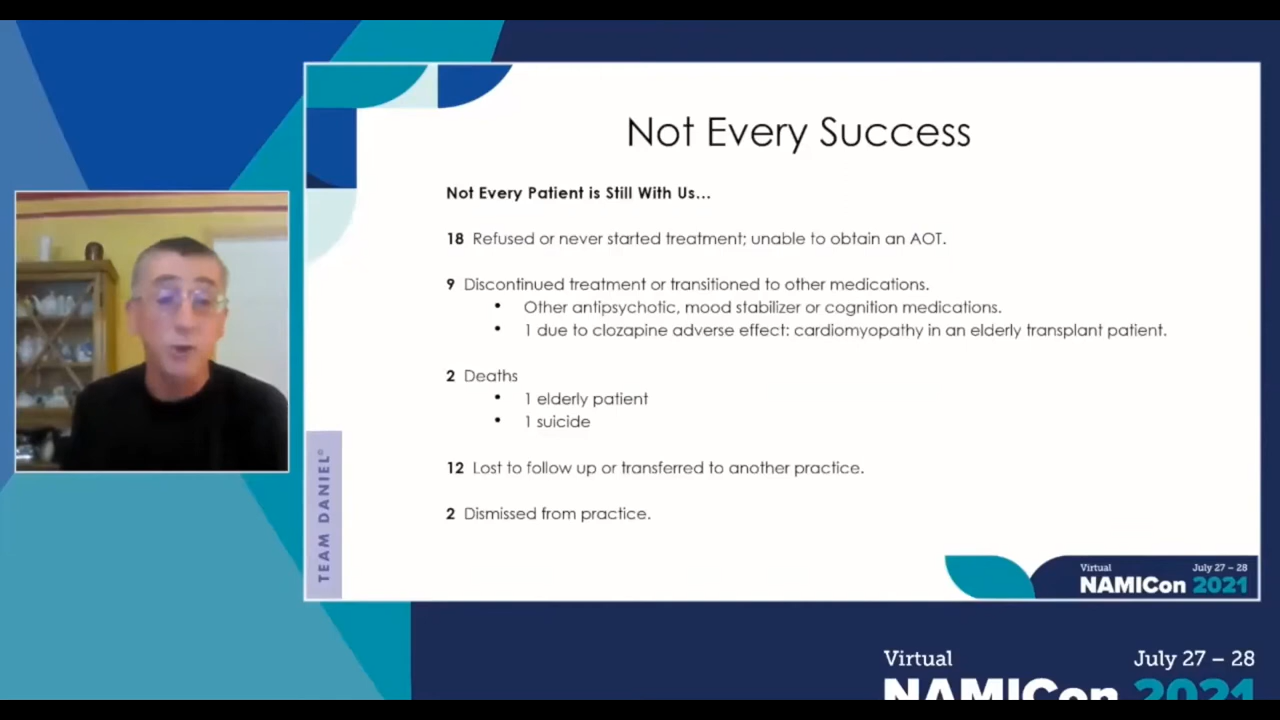 Not Every Success
Not Every Patient is Still With Us...
18 Refused or never started treatment; unable to obtain an AOT.
9 Discontinued treatment or transitioned to other medications.
• Other antipsychotic, mood stabilizer or cognition medications.
• 1 due to clozapine adverse effect: cardiomyopathy in an elderly transplant patient.
2 Deaths
• 1 elderly patient
• 1 suicide
12 Lost to follow up or transferred to another practice.
2 Dismissed from practice.
TEAM DANIEL®
Virtual July 27 – 28
NAMICon 2021
Virtual July 27 – 28
NAMICon 2021